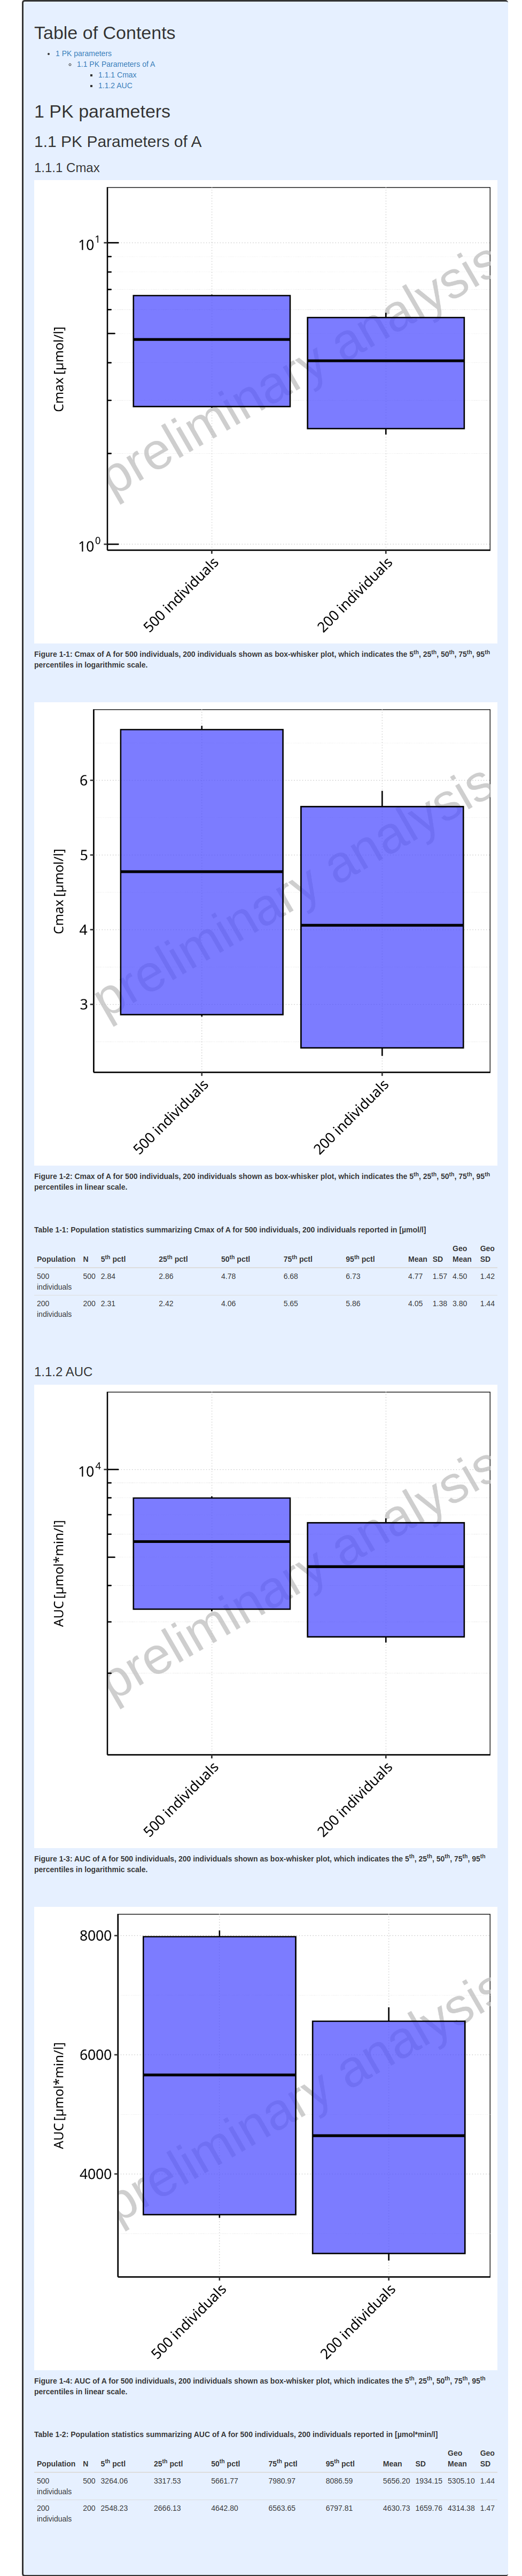 Table of Contents
1 PK parameters
1.1 PK Parameters of A
1.1.1 Cmax
1.1.2 AUC
1 PK parameters
1.1 PK Parameters of A
1.1.1 Cmax
10¹
10⁰
Cmax [µmol/l]
preliminary analysis
500 individuals
200 individuals
Figure 1-1: Cmax of A for 500 individuals, 200 individuals shown as box-whisker plot, which indicates the 5th, 25th, 50th, 75th, 95th
percentiles in logarithmic scale.
6
5
4
3
Cmax [µmol/l]
preliminary analysis
500 individuals
200 individuals
Figure 1-2: Cmax of A for 500 individuals, 200 individuals shown as box-whisker plot, which indicates the 5th, 25th, 50th, 75th, 95th
percentiles in linear scale.
Table 1-1: Population statistics summarizing Cmax of A for 500 individuals, 200 individuals reported in [µmol/l]
Population N 5th pctl 25th pctl 50th pctl 75th pctl 95th pctl Mean SD Geo Mean Geo SD
500 individuals 500 2.84 2.86 4.78 6.68 6.73 4.77 1.57 4.50 1.42
200 individuals 200 2.31 2.42 4.06 5.65 5.86 4.05 1.38 3.80 1.44
1.1.2 AUC
10⁴
AUC [µmol*min/l]
preliminary analysis
500 individuals
200 individuals
Figure 1-3: AUC of A for 500 individuals, 200 individuals shown as box-whisker plot, which indicates the 5th, 25th, 50th, 75th, 95th
percentiles in logarithmic scale.
8000
6000
4000
AUC [µmol*min/l]
preliminary analysis
500 individuals
200 individuals
Figure 1-4: AUC of A for 500 individuals, 200 individuals shown as box-whisker plot, which indicates the 5th, 25th, 50th, 75th, 95th
percentiles in linear scale.
Table 1-2: Population statistics summarizing AUC of A for 500 individuals, 200 individuals reported in [µmol*min/l]
Population N 5th pctl 25th pctl 50th pctl 75th pctl 95th pctl Mean SD Geo Mean Geo SD
500 individuals 500 3264.06 3317.53 5661.77 7980.97 8086.59 5656.20 1934.15 5305.10 1.44
200 individuals 200 2548.23 2666.13 4642.80 6563.65 6797.81 4630.73 1659.76 4314.38 1.47